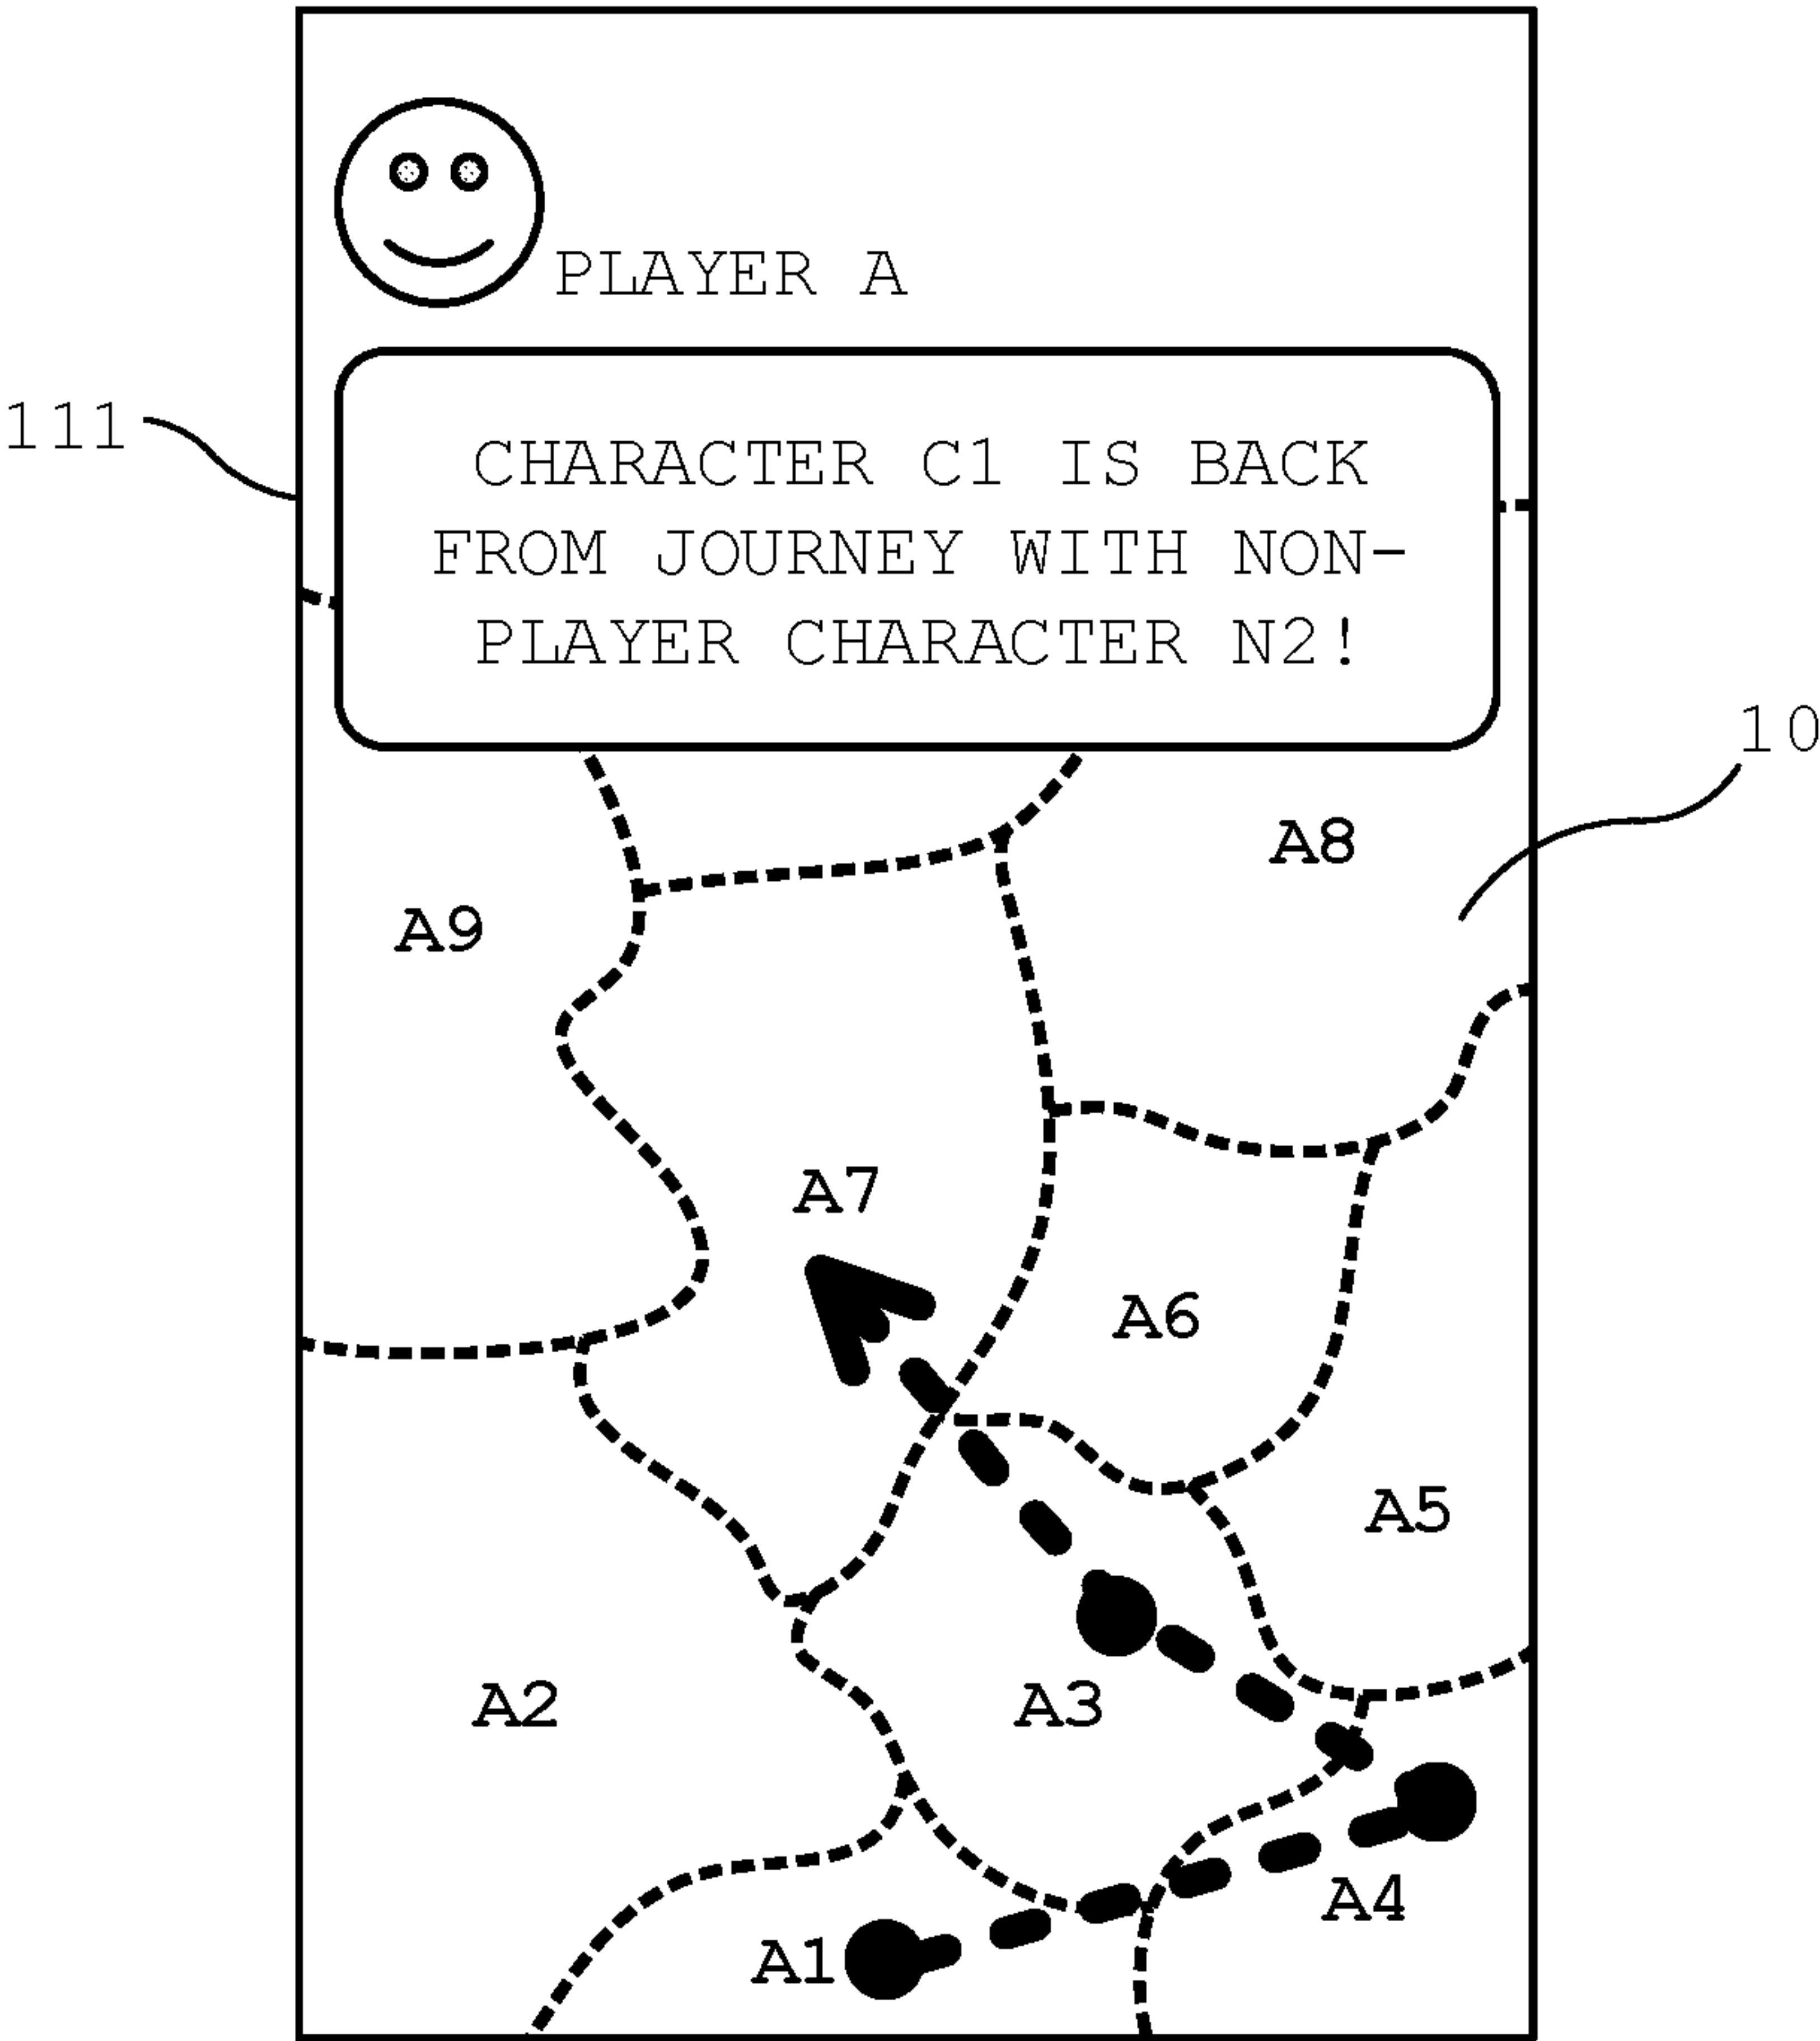 PLAYER A
111
CHARACTER C1 IS BACK
FROM JOURNEY WITH NON-
PLAYER CHARACTER N2!
10
A8
A9
A7
A6
A5
A2
A3
A4
A1